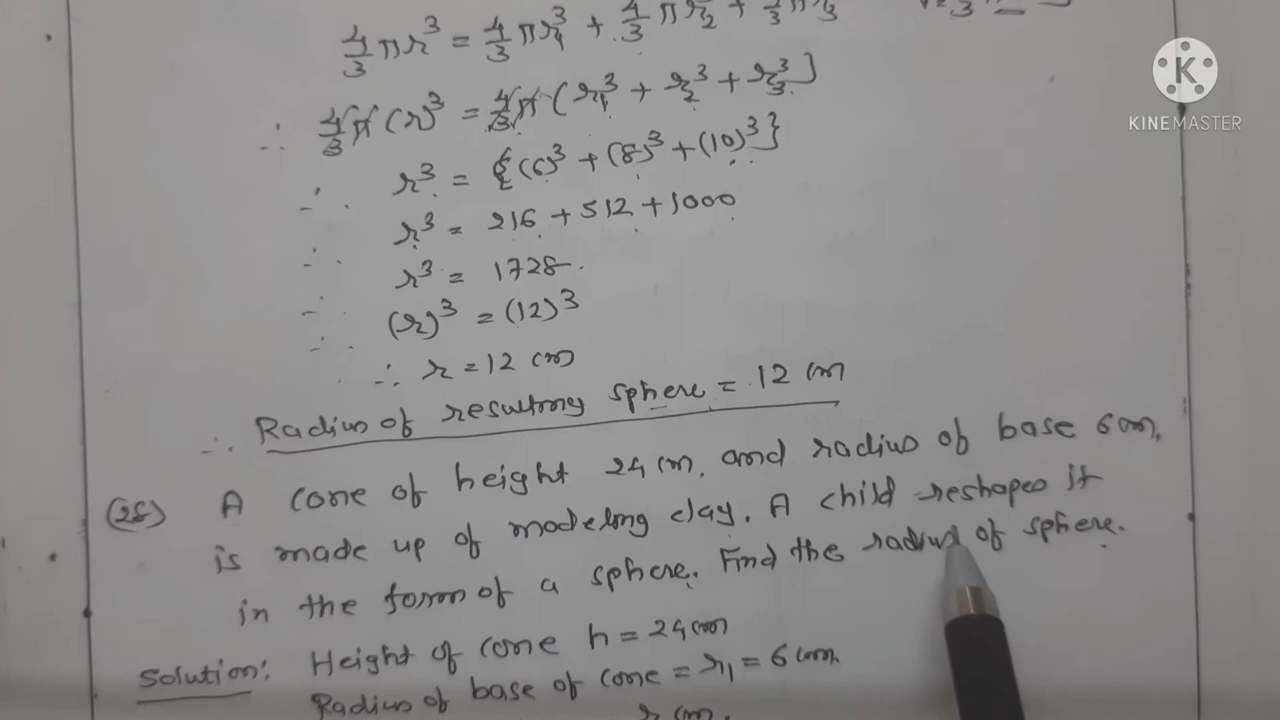 4/3 πr³ = 4/3 πr₁³ + 4/3 πr₂³ +
∴ 4/3 π (r)³ = 4/3 π (r₁³ + r₂³ + r₃³)
KINEMASTER
∴ r³ = {(6)³ + (8)³ + (10)³}
∴ r³ = 216 + 512 + 1000
∴ r³ = 1728.
∴ (r)³ = (12)³
∴ r = 12 cm
∴ Radius of resulting sphere = 12 cm
(28) A cone of height 24 cm, and radius of base 6 cm,
is made up of modeling clay. A child reshapes it
in the form of a sphere. Find the radius of sphere.
Solution: Height of cone h = 24 cm
Radius of base of cone = r₁ = 6 cm.
r cm.